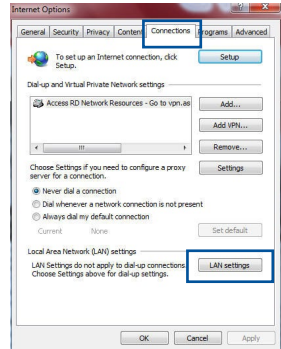 Internet Options
General Security Privacy Content Connections Programs Advanced
To set up an Internet connection, click Setup.
Setup
Dial-up and Virtual Private Network settings
Access RD Network Resources - Go to vpn.as
Add...
Add VPN...
Remove...
Choose Settings if you need to configure a proxy
server for a connection.
Settings
Never dial a connection
Dial whenever a network connection is not present
Always dial my default connection
Current None
Set default
Local Area Network (LAN) settings
LAN Settings do not apply to dial-up connections.
Choose Settings above for dial-up settings.
LAN settings
OK Cancel Apply